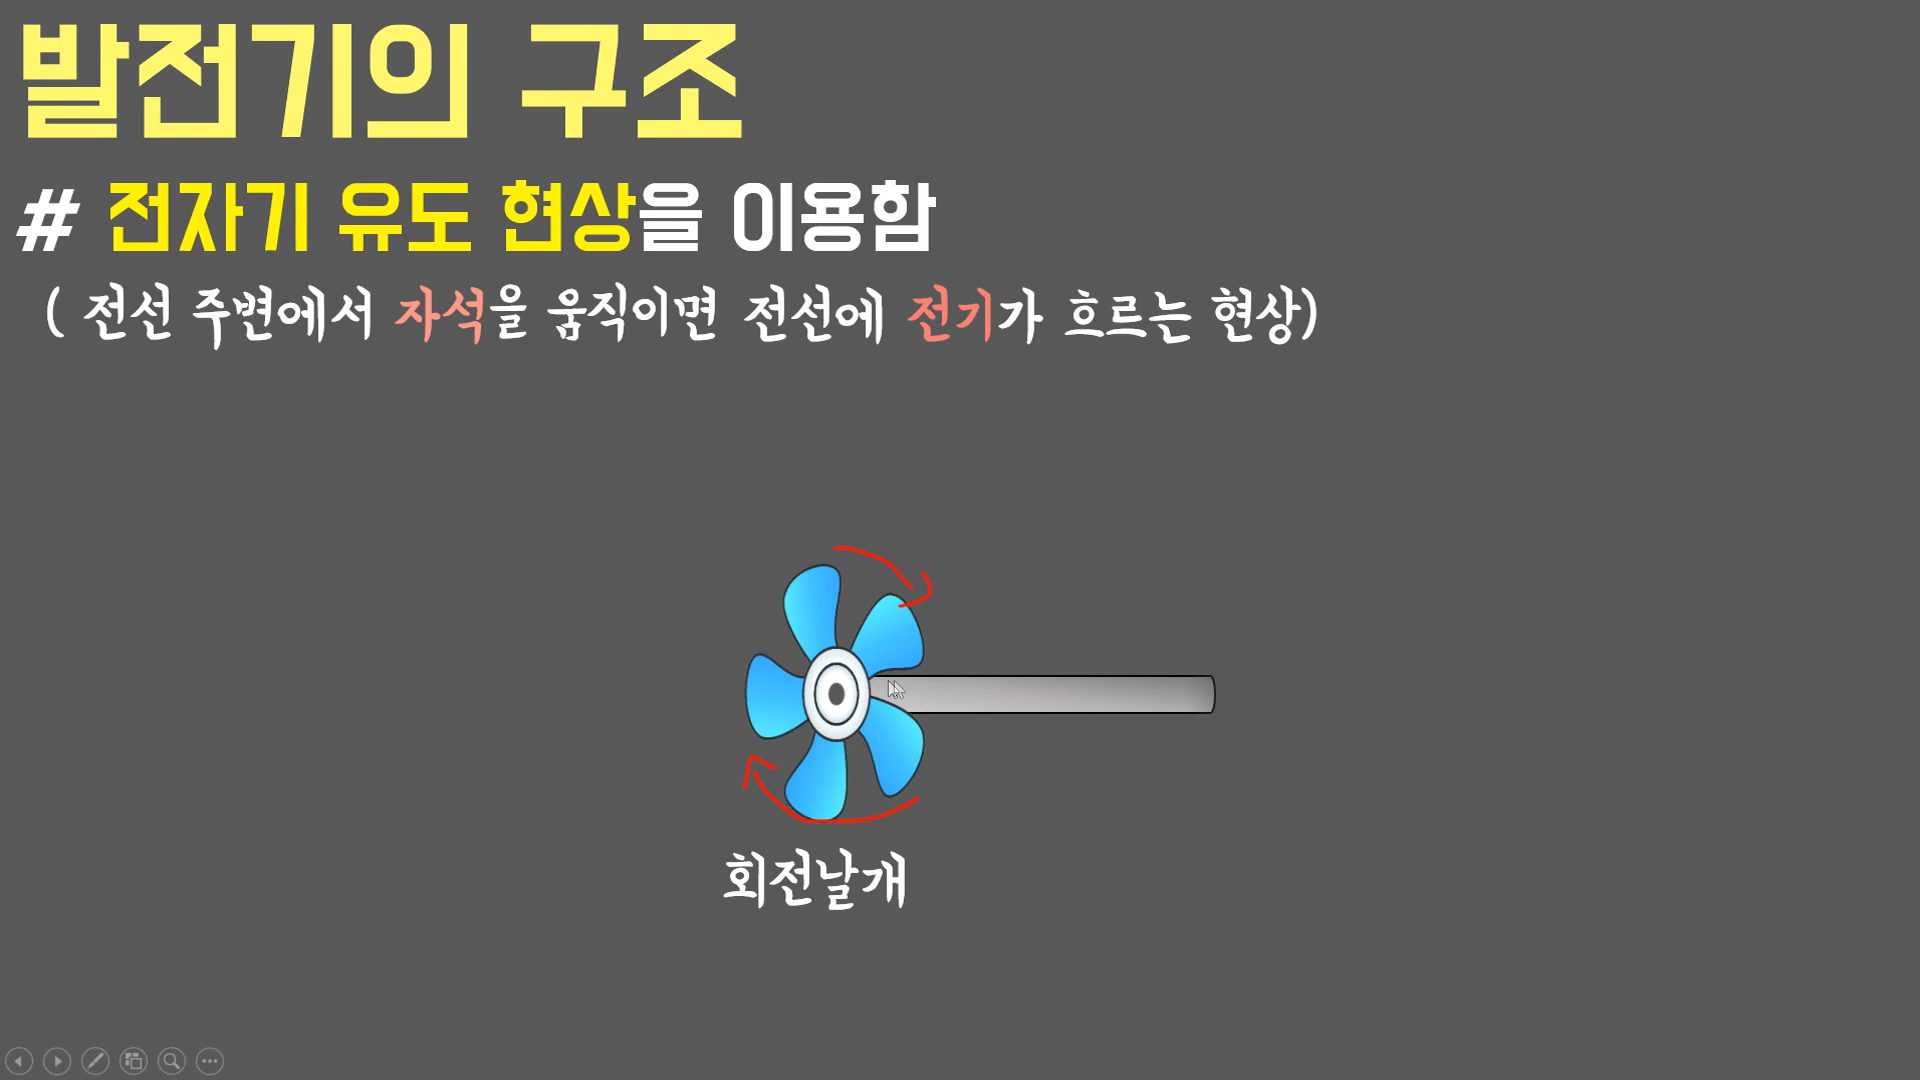 발전기의 구조
# 전자기 유도 현상을 이용함
( 전선 주변에서 자석을 움직이면 전선에 전기가 흐르는 현상)
회전날개